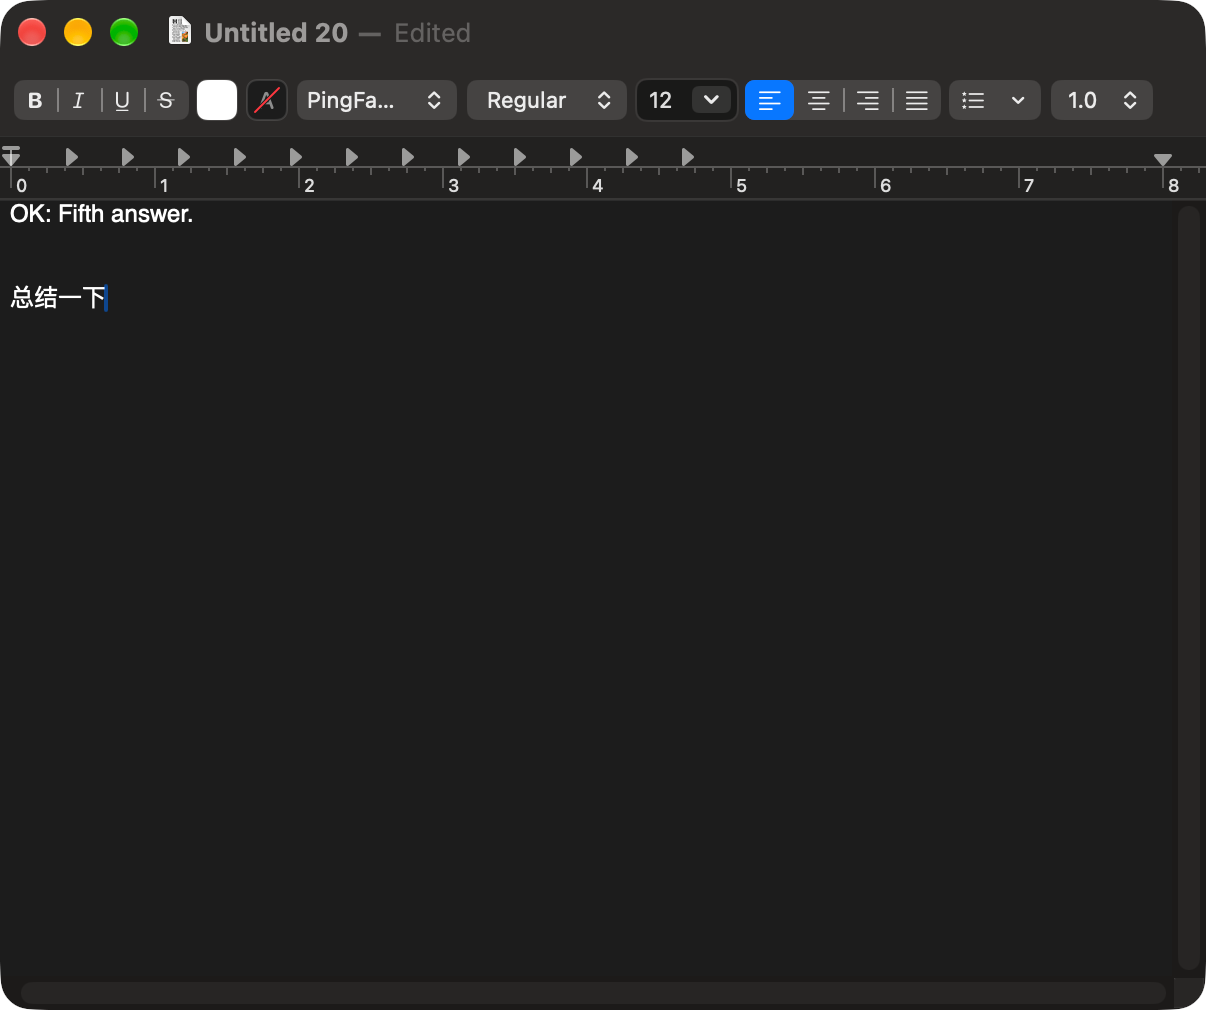 Untitled 20 — Edited
B I U S A PingFa... Regular 12 1.0
0 1 2 3 4 5 6 7 8
OK: Fifth answer.
总结一下